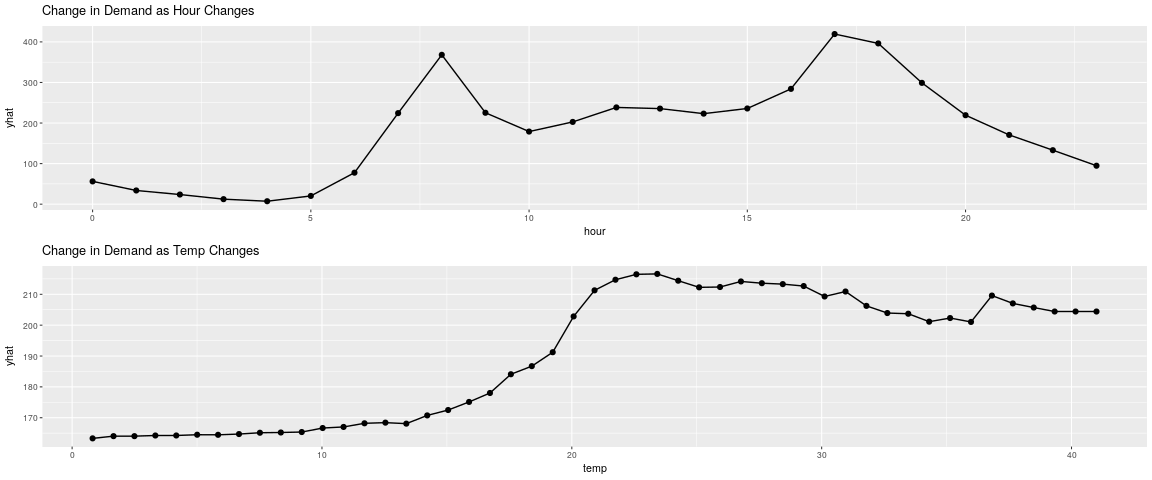 Change in Demand as Hour Changes
400
300
200
100
0
yhat
0 5 10 15 20
hour
Change in Demand as Temp Changes
210
200
190
180
170
yhat
0 10 20 30 40
temp